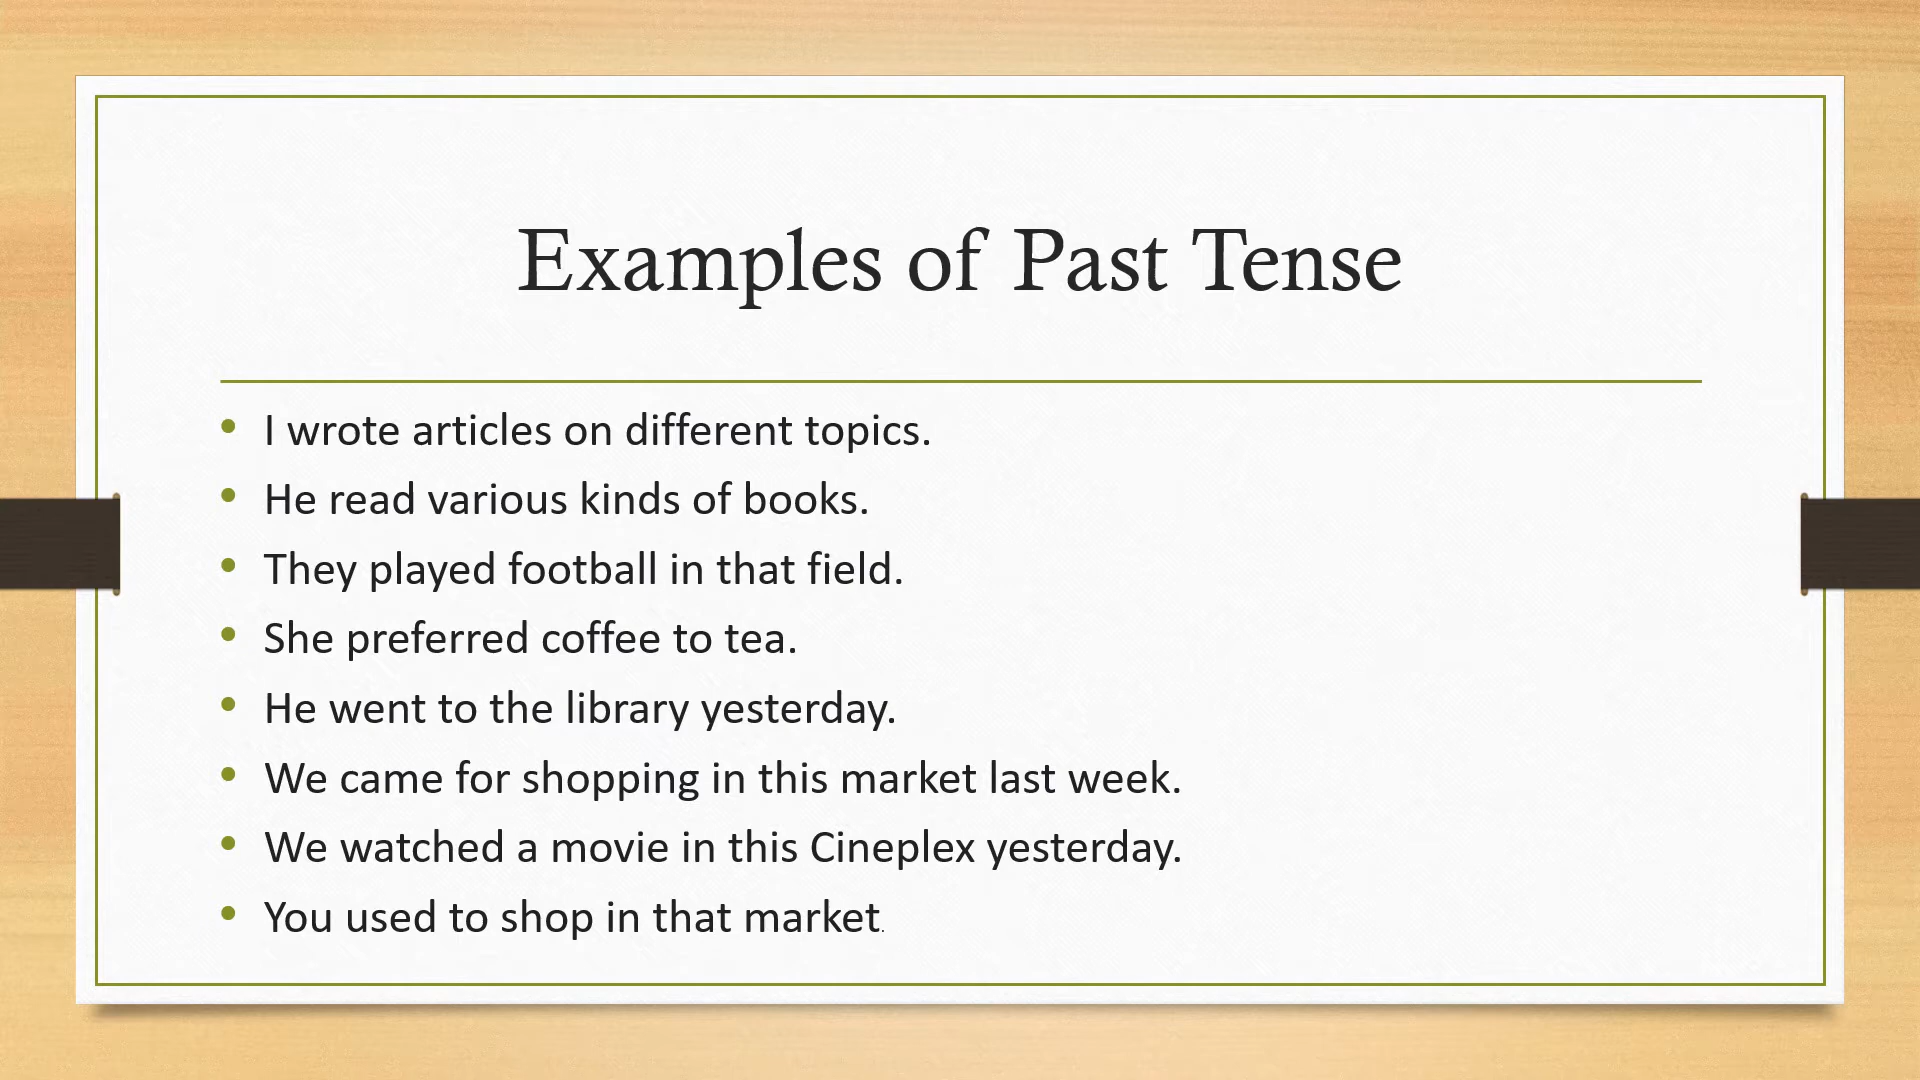 Examples of Past Tense
• I wrote articles on different topics.
• He read various kinds of books.
• They played football in that field.
• She preferred coffee to tea.
• He went to the library yesterday.
• We came for shopping in this market last week.
• We watched a movie in this Cineplex yesterday.
• You used to shop in that market.